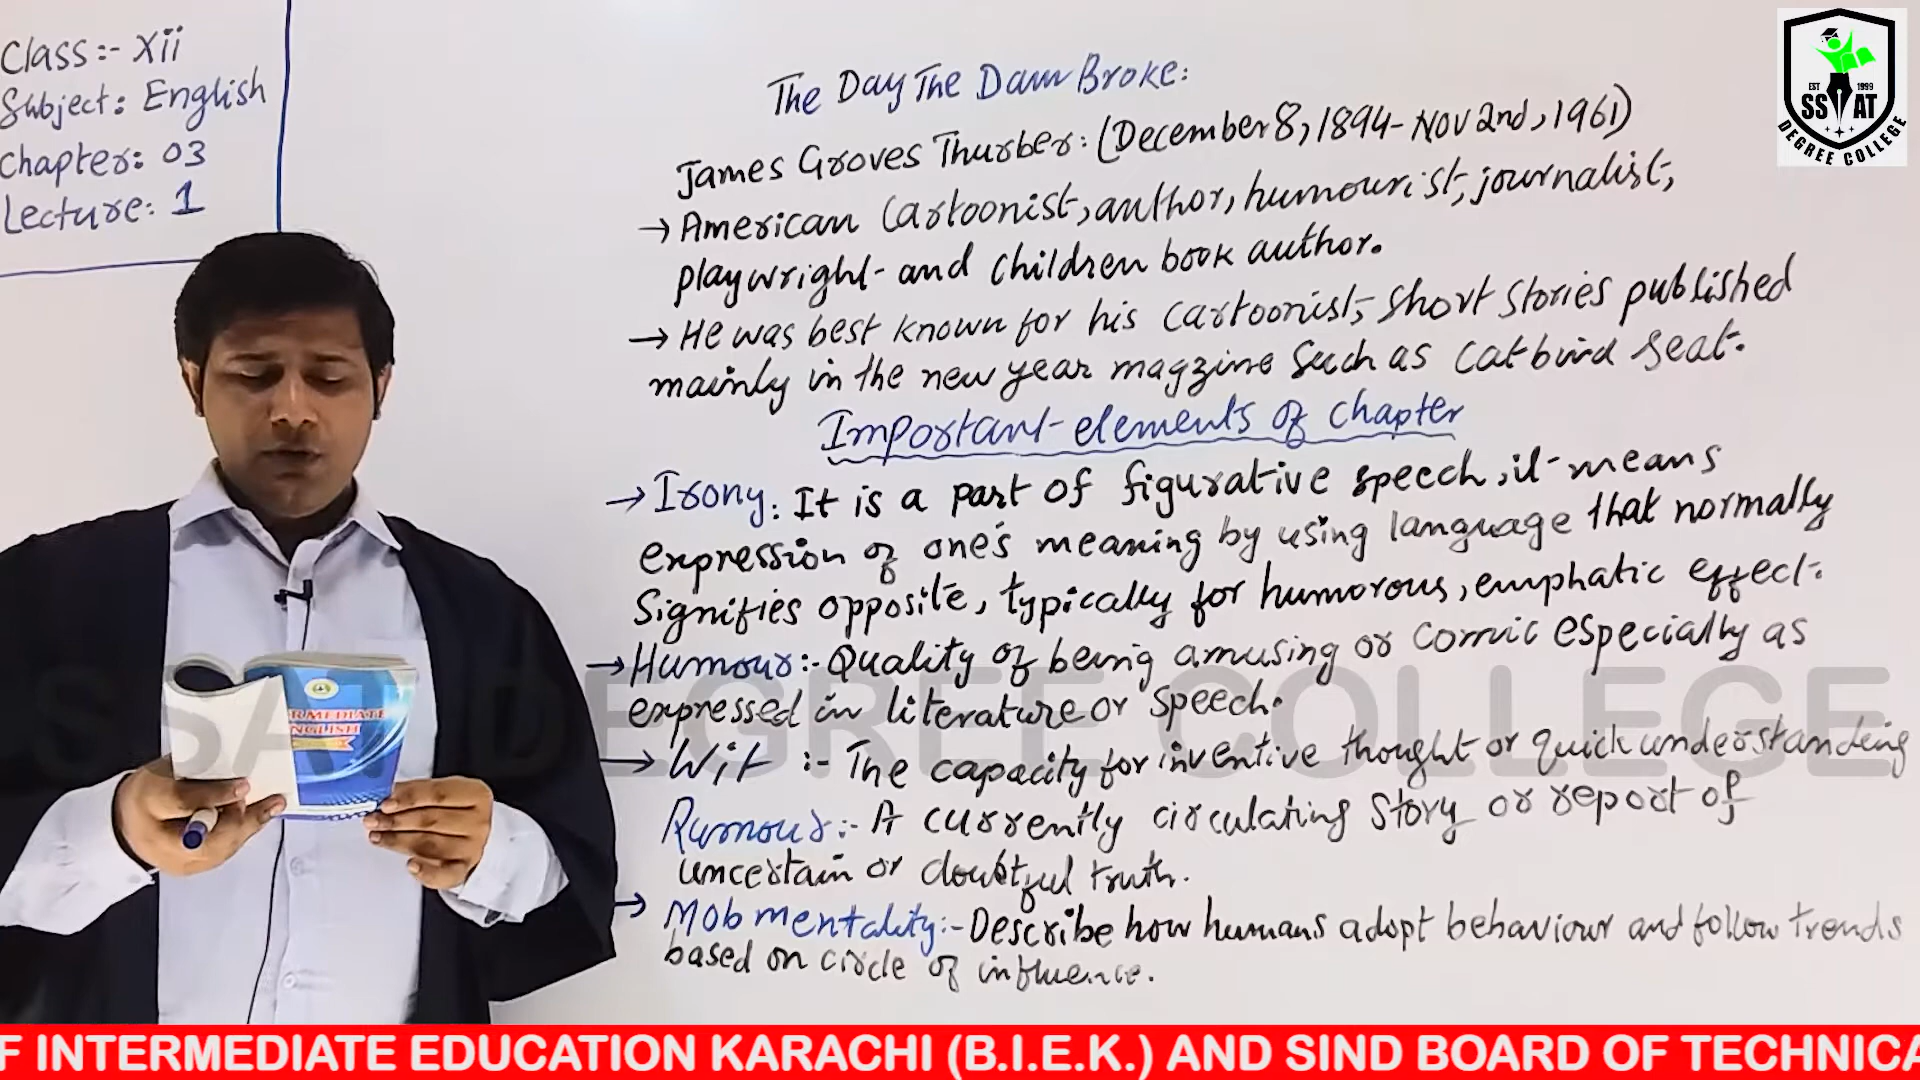 Class:- Xii
Subject: English
Chapter: 03
Lecture: 1
The Day The Dam Broke:
James Groves Thurber: (December 8, 1894 - Nov 2nd, 1961)
→ American Cartoonist, author, humourist, journalist,
playwright and children book author.
→ He was best known for his cartoonist, short stories published
mainly in the new year magzine such as Catbird Seat.
Important elements of chapter
→ Irony: It is a part of figurative speech, it means
expression of one's meaning by using language that normally
Signifies opposite, typically for humorous, emphatic effect.
→ Humour:- Quality of being amusing or comic especially as
expressed in literature or speech.
→ Wit :- The capacity for inventive thought or quick understanding
Rumour:- A currently circulating story or report of
uncertain or doubtful truth.
→ Mob mentality:- Describe how humans adopt behaviour and follow trends
based on circle of influence.
EST 1999
SSAT
DEGREE COLLEGE
INTERMEDIATE
ENGLISH
SSAT DEGREE COLLEGE
F INTERMEDIATE EDUCATION KARACHI (B.I.E.K.) AND SIND BOARD OF TECHNICA